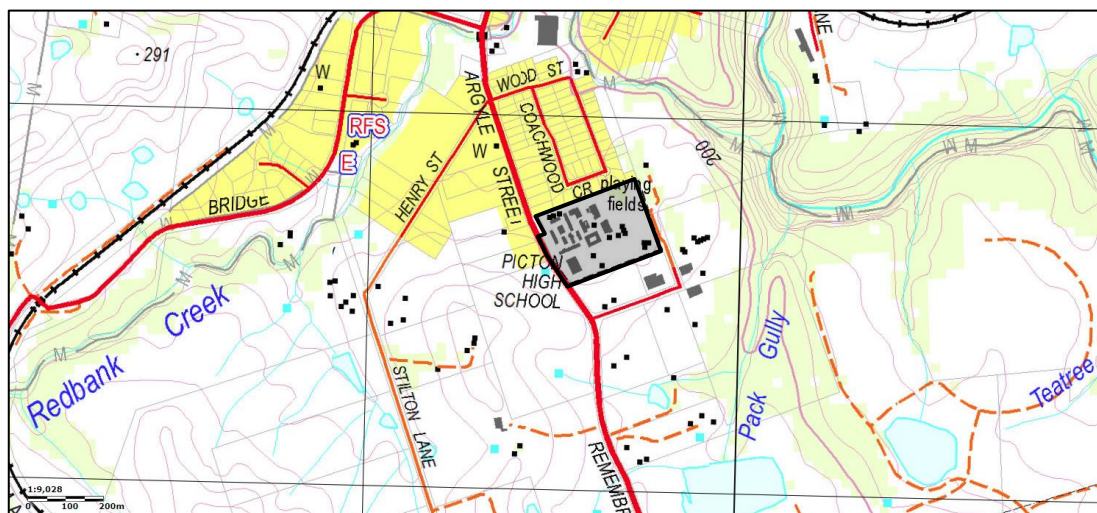 291
W
WOOD ST
ARGYLE
COACHWOOD
CR
STREET
W
RFS
E
BRIDGE
W
HENRY ST
playing
fields
200
M
M
M
M
M
PICTON
HIGH
SCHOOL
M
M
M
M
Redbank
Creek
STILTON LANE
Pack
Gully
Teatree
REMEMBR
1:9,028
0 100 200m